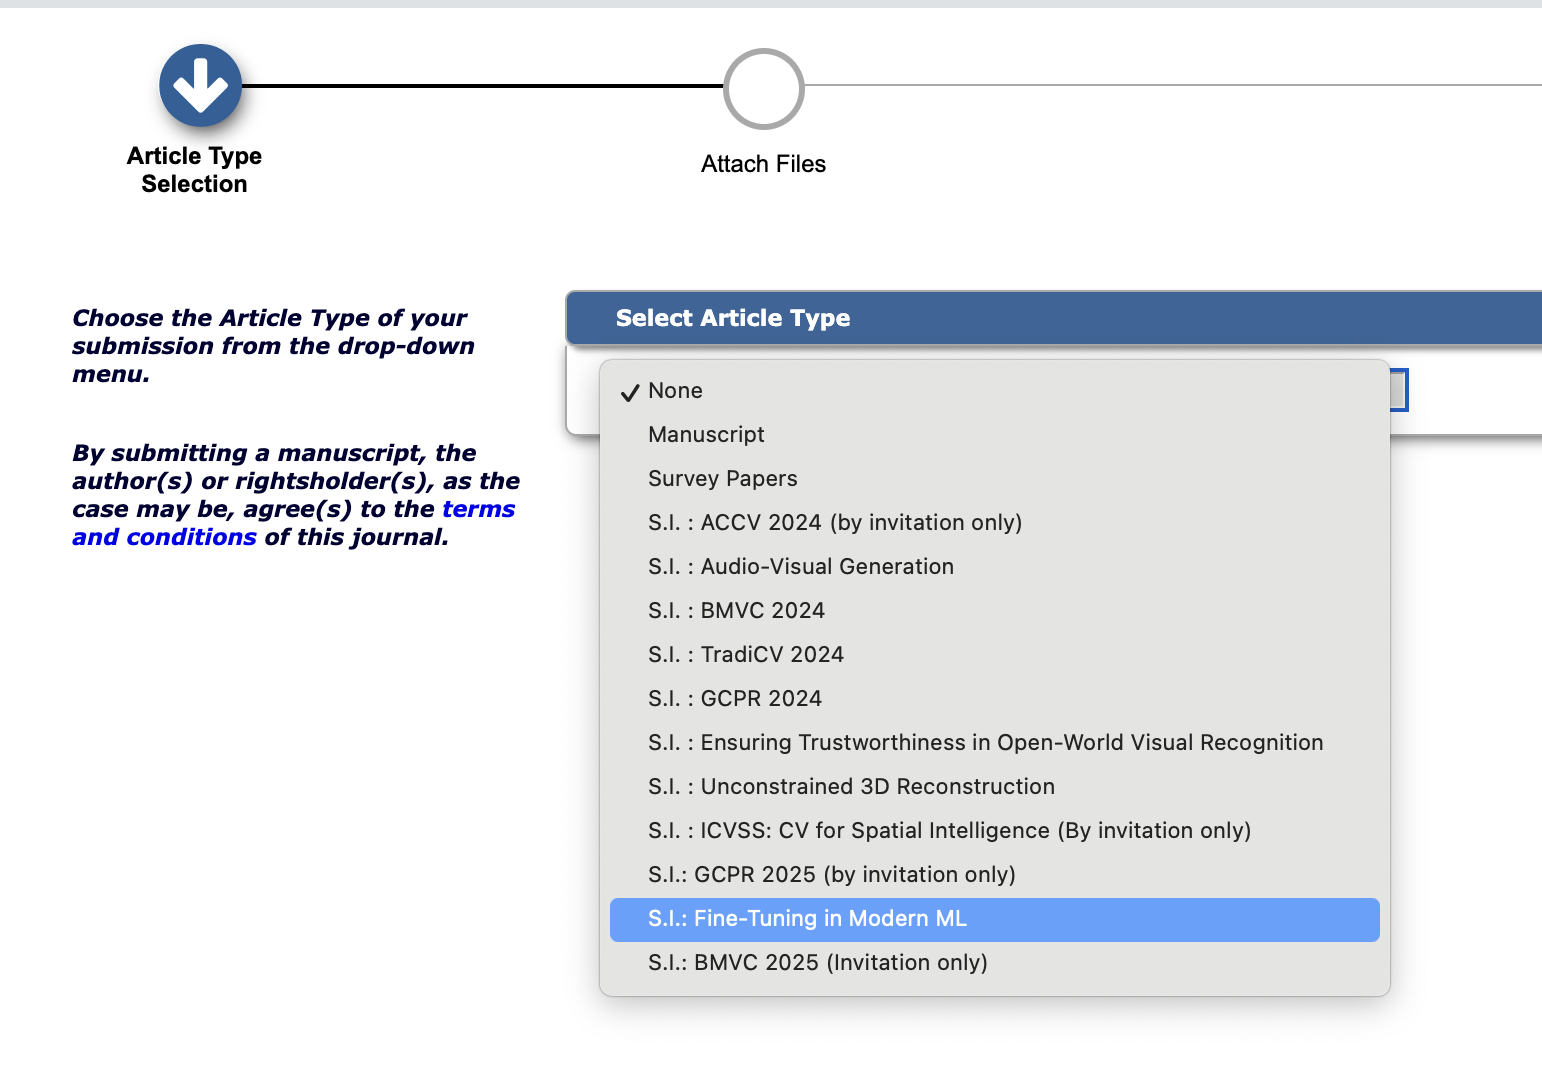 Article Type
Selection
Attach Files
Choose the Article Type of your
submission from the drop-down
menu.
By submitting a manuscript, the
author(s) or rightsholder(s), as the
case may be, agree(s) to the terms
and conditions of this journal.
Select Article Type
None
Manuscript
Survey Papers
S.I. : ACCV 2024 (by invitation only)
S.I. : Audio-Visual Generation
S.I. : BMVC 2024
S.I. : TradiCV 2024
S.I. : GCPR 2024
S.I. : Ensuring Trustworthiness in Open-World Visual Recognition
S.I. : Unconstrained 3D Reconstruction
S.I. : ICVSS: CV for Spatial Intelligence (By invitation only)
S.I.: GCPR 2025 (by invitation only)
S.I.: Fine-Tuning in Modern ML
S.I.: BMVC 2025 (Invitation only)